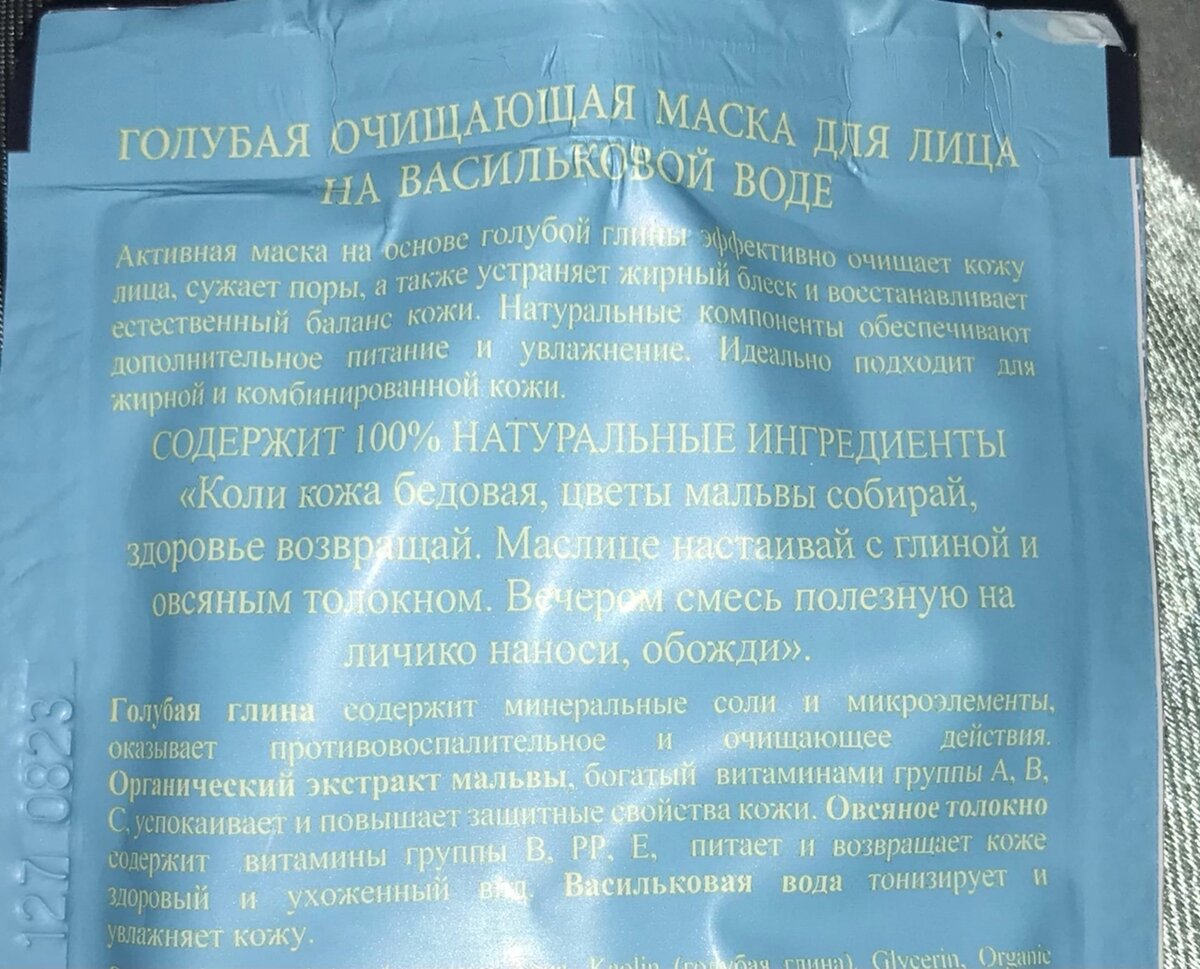 ГОЛУБАЯ ОЧИЩАЮЩАЯ МАСКА ДЛЯ ЛИЦА
НА ВАСИЛЬКОВОЙ ВОДЕ
Активная маска на основе голубой глины эффективно очищает кожу
лица, сужает поры, а также устраняет жирный блеск и восстанавливает
естественный баланс кожи. Натуральные компоненты обеспечивают
дополнительное питание и увлажнение. Идеально подходит для
жирной и комбинированной кожи.
СОДЕРЖИТ 100% НАТУРАЛЬНЫЕ ИНГРЕДИЕНТЫ
«Коли кожа бедовая, цветы мальвы собирай,
здоровье возвращай. Маслице настаивай с глиной и
овсяным толокном. Вечером смесь полезную на
личико наноси, обожди».
Голубая глина содержит минеральные соли и микроэлементы,
оказывает противовоспалительное и очищающее действия.
Органический экстракт мальвы, богатый витаминами группы А, В,
С, успокаивает и повышает защитные свойства кожи. Овсяное толокно
содержит витамины группы В, РР, Е, питает и возвращает коже
здоровый и ухоженный вид. Васильковая вода тонизирует и
увлажняет кожу.
Kaolin (голубая глина), Glycerin, Organic
127 0823